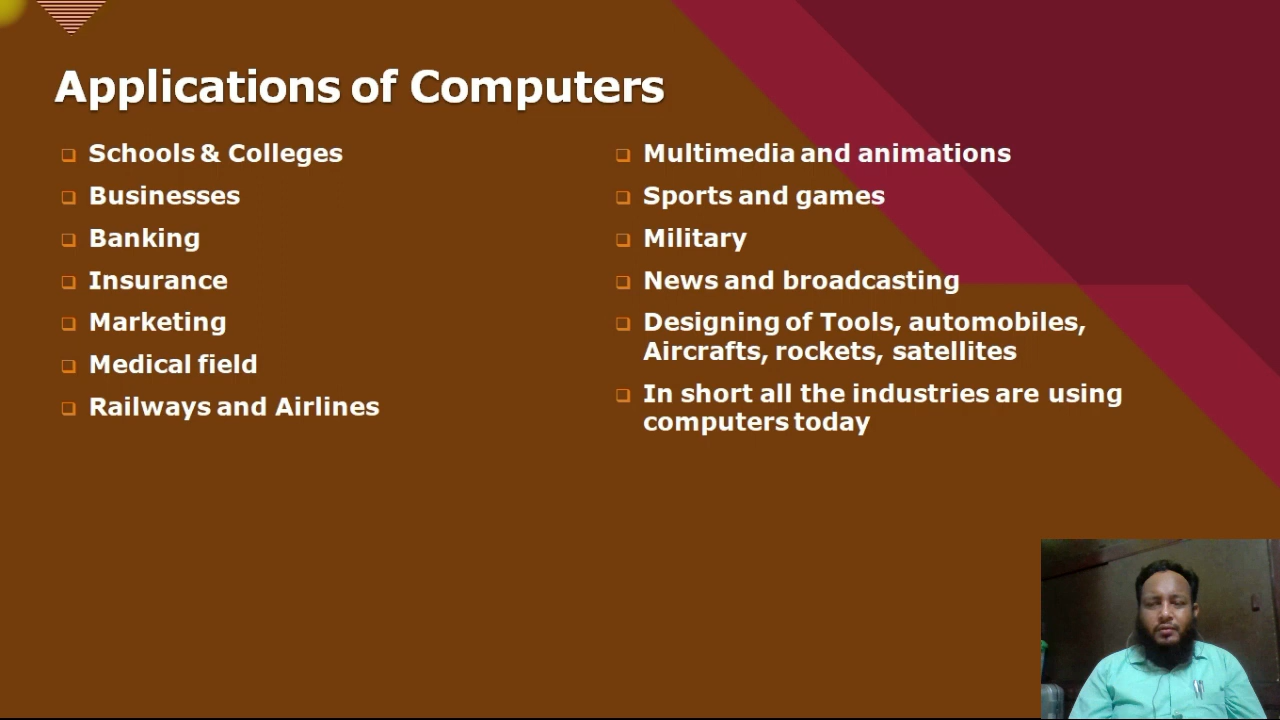 Applications of Computers
Schools & Colleges
Businesses
Banking
Insurance
Marketing
Medical field
Railways and Airlines
Multimedia and animations
Sports and games
Military
News and broadcasting
Designing of Tools, automobiles,
Aircrafts, rockets, satellites
In short all the industries are using
computers today